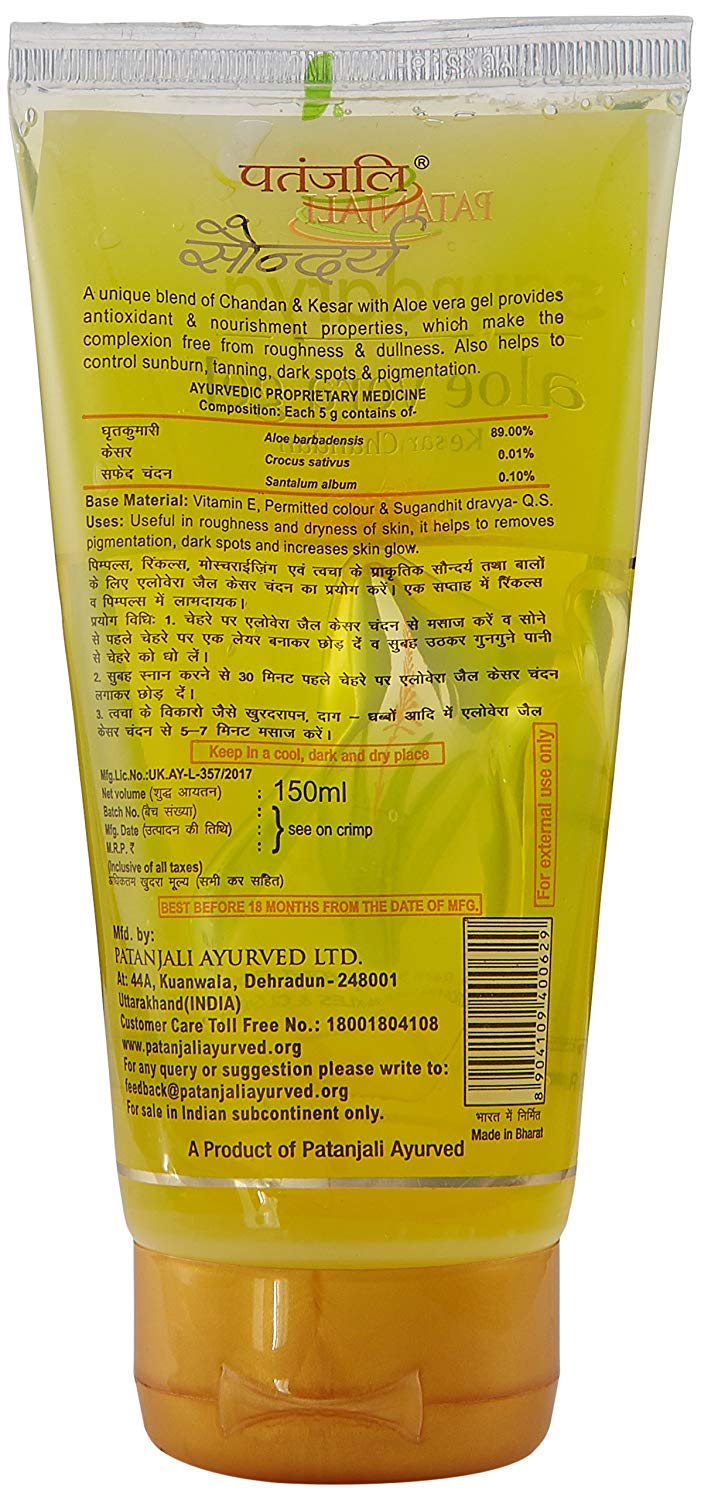 पतंजलि®
PATANJALI
सौन्दर्य
A unique blend of Chandan & Kesar with Aloe vera gel provides
antioxidant & nourishment properties, which make the
complexion free from roughness & dullness. Also helps to
control sunburn, tanning, dark spots & pigmentation.
AYURVEDIC PROPRIETARY MEDICINE
Composition: Each 5 g contains of-
घृतकुमारी Aloe barbadensis 89.00%
केसर Crocus sativus 0.01%
सफेद चंदन Santalum album 0.10%
Base Material: Vitamin E, Permitted colour & Sugandhit dravya- Q.S.
Uses: Useful in roughness and dryness of skin, it helps to removes
pigmentation, dark spots and increases skin glow.
पिम्पल्स, रिंकल्स, मोस्चराईज़िंग एवं त्वचा के प्राकृतिक सौन्दर्य तथा बालों
के लिए एलोवेरा जैल केसर चंदन का प्रयोग करें। एक सप्ताह में रिंकल्स
व पिम्पल्स में लाभदायक।
प्रयोग विधिः 1. चेहरे पर एलोवेरा जैल केसर चंदन से मसाज करें व सोने
से पहले चेहरे पर एक लेयर बनाकर छोड़ दें व सुबह उठकर गुनगुने पानी
से चेहरे को धो लें।
2. सुबह स्नान करने से 30 मिनट पहले चेहरे पर एलोवेरा जैल केसर चंदन
लगाकर छोड़ दें।
3. त्वचा के विकारो जैसे खुरदरापन, दाग – धब्बों आदि में एलोवेरा जैल
केसर चंदन से 5–7 मिनट मसाज करें।
Keep In a cool, dark and dry place
For external use only
Mfg.Lic.No.:UK.AY-L-357/2017
Net volume (शुद्ध आयतन) : 150ml
Batch No. (बैच संख्या) :
Mfg. Date (उत्पादन की तिथि) : } see on crimp
M.R.P. ₹ :
(Inclusive of all taxes)
अधिकतम खुदरा मूल्य (सभी कर सहित)
BEST BEFORE 18 MONTHS FROM THE DATE OF MFG.
Mfd. by:
PATANJALI AYURVED LTD.
At: 44A, Kuanwala, Dehradun-248001
Uttarakhand(INDIA)
Customer Care Toll Free No.: 18001804108
www.patanjaliayurved.org
For any query or suggestion please write to:
feedback@patanjaliayurved.org
For sale in Indian subcontinent only.
A Product of Patanjali Ayurved
8904109400629
भारत में निर्मित
Made in Bharat
saundarya
aloe vera gel
Kesar Chandan